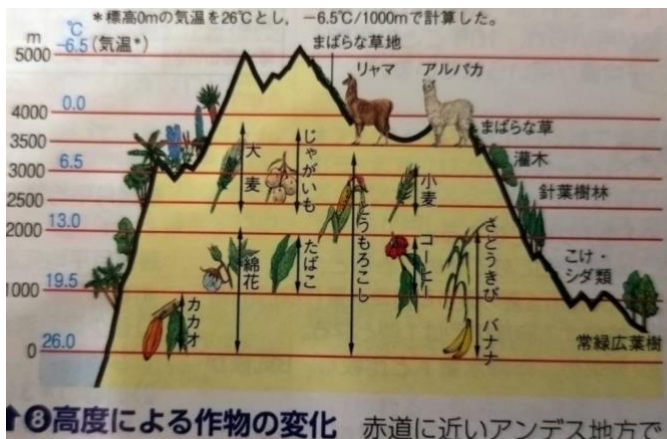 *標高0mの気温を26℃とし，−6.5℃/1000mで計算した。
m
℃
5000
-6.5
(気温*)
まばらな草地
リャマ
アルパカ
4000
0.0
まばらな草
3500
灌木
3000
6.5
針葉樹林
2500
2000
13.0
こけ・
シダ類
1000
19.5
常緑広葉樹
0
26.0
大麦
じゃがいも
とうもろこし
小麦
さとうきび
バナナ
綿花
たばこ
コーヒー
カカオ
↑❽高度による作物の変化
赤道に近いアンデス地方で